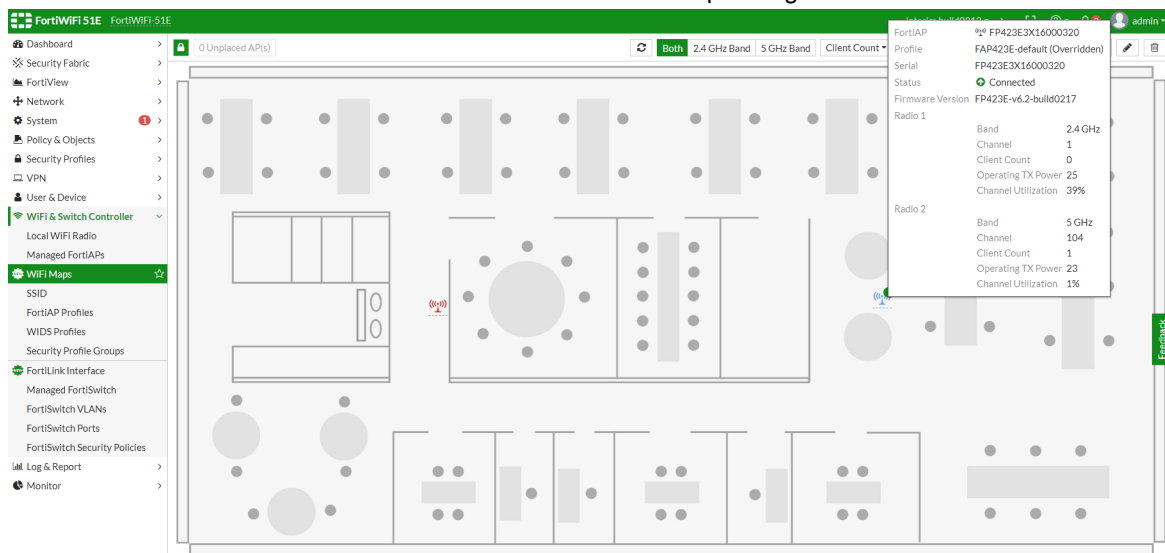 FortiWiFi 51E FortiWiFi-51E
admin
Dashboard
Security Fabric
FortiView
Network
System 1
Policy & Objects
Security Profiles
VPN
User & Device
WiFi & Switch Controller
Local WiFi Radio
Managed FortiAPs
WiFi Maps
SSID
FortiAP Profiles
WIDS Profiles
Security Profile Groups
FortiLink Interface
Managed FortiSwitch
FortiSwitch VLANs
FortiSwitch Ports
FortiSwitch Security Policies
Log & Report
Monitor
0 Unplaced AP(s)
Both 2.4 GHz Band 5 GHz Band Client Count
FortiAP FP423E3X16000320
Profile FAP423E-default (Overridden)
Serial FP423E3X16000320
Status Connected
Firmware Version FP423E-v6.2-build0217
Radio 1
Band 2.4 GHz
Channel 1
Client Count 0
Operating TX Power 25
Channel Utilization 39%
Radio 2
Band 5 GHz
Channel 104
Client Count 1
Operating TX Power 23
Channel Utilization 1%
Feedback